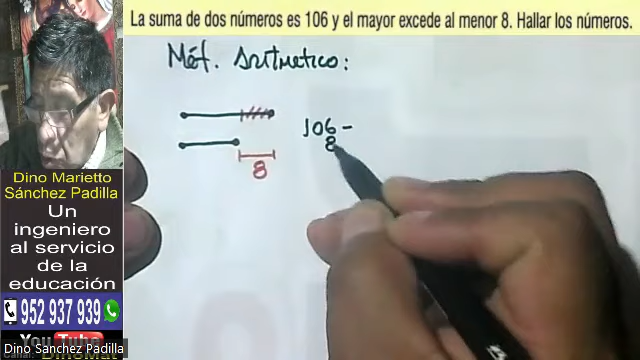 La suma de dos números es 106 y el mayor excede al menor 8. Hallar los números.
Mét. Aritmetico:
106 -
8
8
Dino Marietto
Sánchez Padilla
Un
ingeniero
al servicio
de la
educación
952 937 939
You Tube
Dino Sanchez Padilla